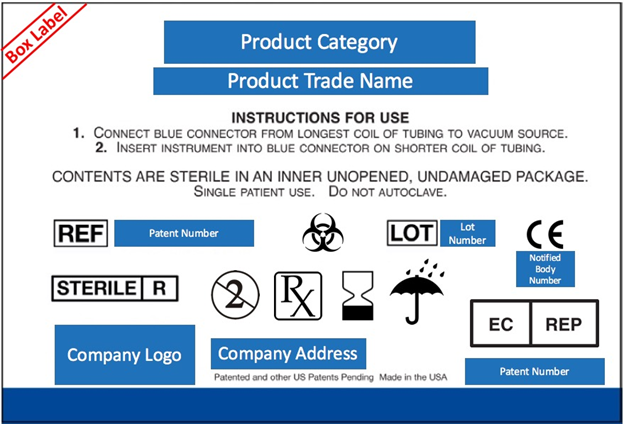 Box Label
Product Category
Product Trade Name
INSTRUCTIONS FOR USE
1. CONNECT BLUE CONNECTOR FROM LONGEST COIL OF TUBING TO VACUUM SOURCE.
2. INSERT INSTRUMENT INTO BLUE CONNECTOR ON SHORTER COIL OF TUBING.
CONTENTS ARE STERILE IN AN INNER UNOPENED, UNDAMAGED PACKAGE.
SINGLE PATIENT USE. DO NOT AUTOCLAVE.
REF Patent Number LOT Lot
Number CE
Notified
Body
Number
STERILE R 2 Rx
EC REP
Company Logo
Company Address
Patented and other US Patents Pending Made in the USA
Patent Number